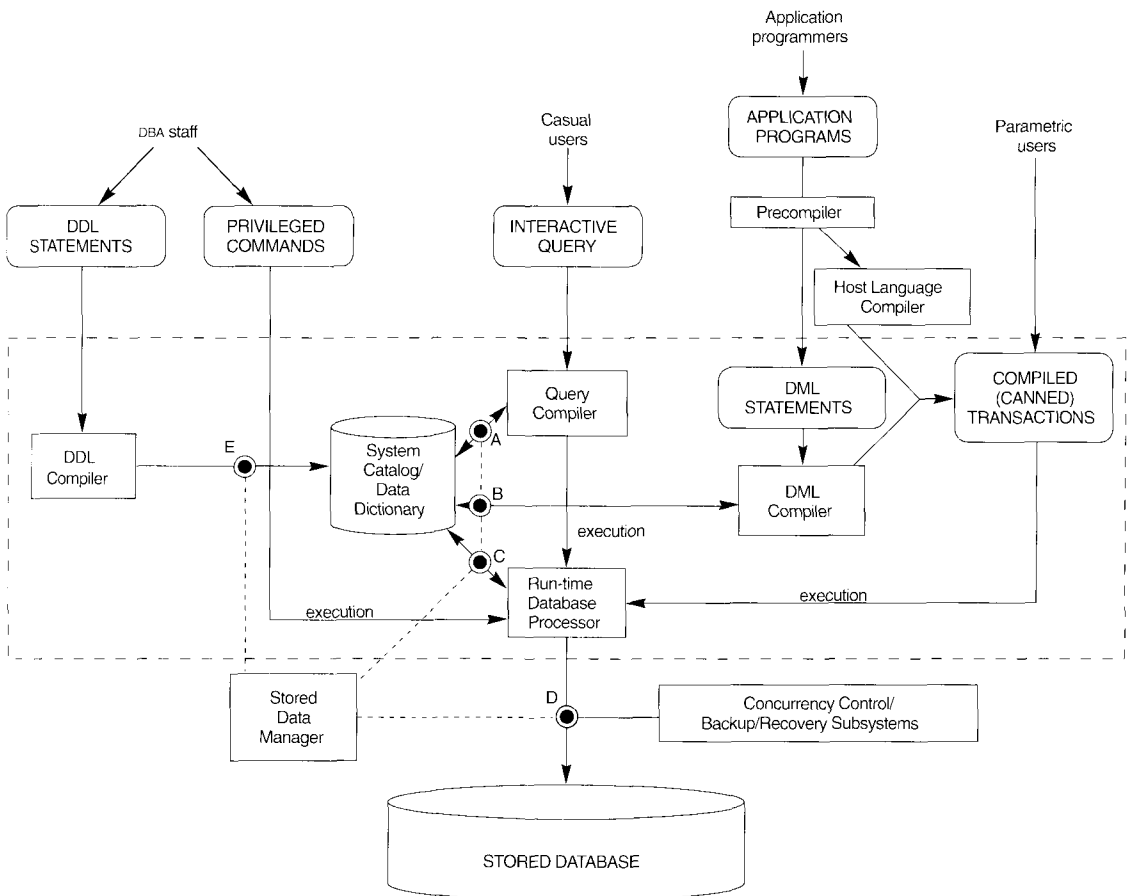 Application
programmers
APPLICATION
PROGRAMS
DBA staff
Casual
users
Parametric
users
DDL
STATEMENTS
PRIVILEGED
COMMANDS
INTERACTIVE
QUERY
Precompiler
Host Language
Compiler
Query
Compiler
DML
STATEMENTS
COMPILED
(CANNED)
TRANSACTIONS
DDL
Compiler
E
System
Catalog/
Data
Dictionary
A
B
C
DML
Compiler
execution
Run-time
Database
Processor
execution
execution
Stored
Data
Manager
D
Concurrency Control/
Backup/Recovery Subsystems
STORED DATABASE